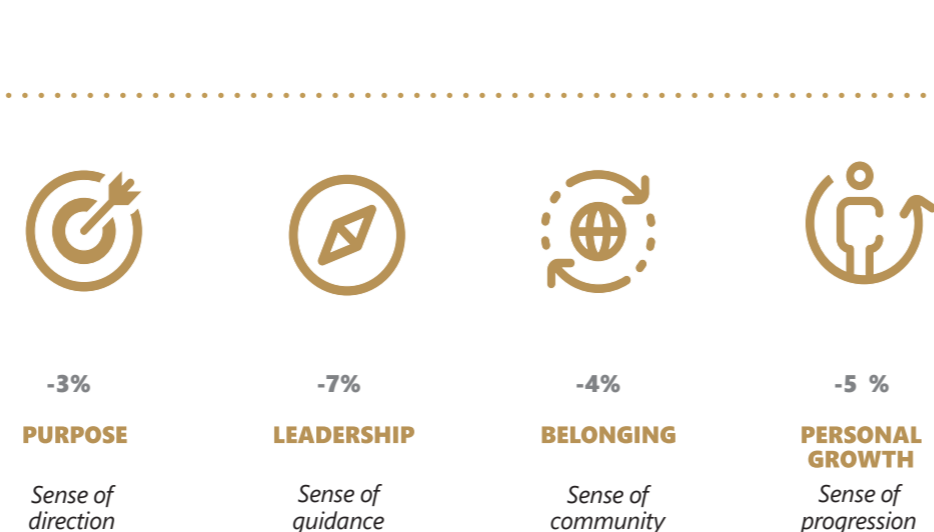 -3%
-7%
-4%
-5 %
PURPOSE
LEADERSHIP
BELONGING
PERSONAL
GROWTH
Sense of
direction
Sense of
guidance
Sense of
community
Sense of
progression